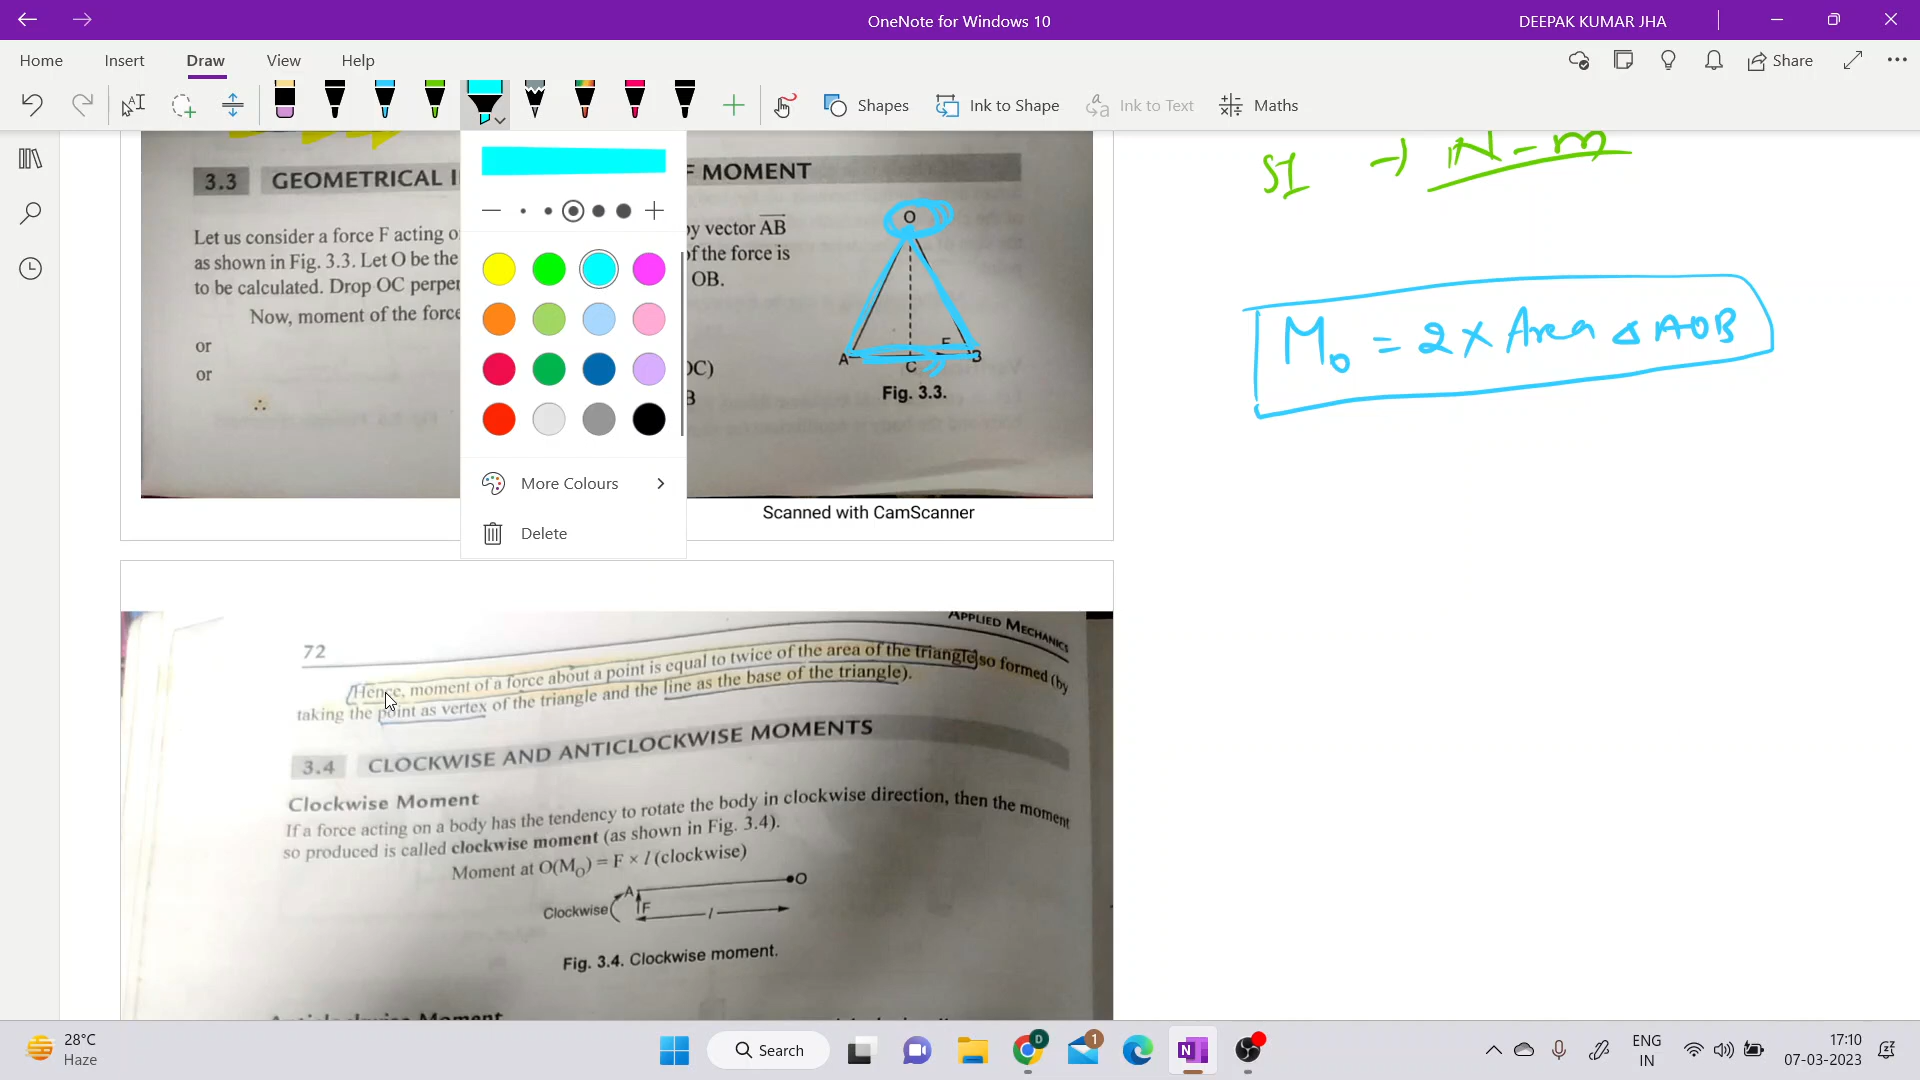 OneNote for Windows 10
DEEPAK KUMAR JHA
Home Insert Draw View Help
Share
Shapes Ink to Shape Ink to Text Maths
SI → N-m
3.3 GEOMETRICAL I
F MOMENT
Let us consider a force F acting o
by vector AB
as shown in Fig. 3.3. Let O be the
of the force is
to be calculated. Drop OC perpe
OB.
Now, moment of the force
or
or
∴
OC)
B
O
A
C
F
B
Fig. 3.3.
M₀ = 2 × Area Δ AOB
More Colours
Delete
Scanned with CamScanner
72
APPLIED MECHANICS
Hence, moment of a force about a point is equal to twice of the area of the triangle so formed (by
taking the point as vertex of the triangle and the line as the base of the triangle).
3.4 CLOCKWISE AND ANTICLOCKWISE MOMENTS
Clockwise Moment
If a force acting on a body has the tendency to rotate the body in clockwise direction, then the moment
so produced is called clockwise moment (as shown in Fig. 3.4).
Moment at O(M_O) = F × l (clockwise)
A
O
Clockwise
F
l
Fig. 3.4. Clockwise moment.
Anticlockwise Moment
28°C
Haze
Search
D
1
N
ENG
IN
17:10
07-03-2023